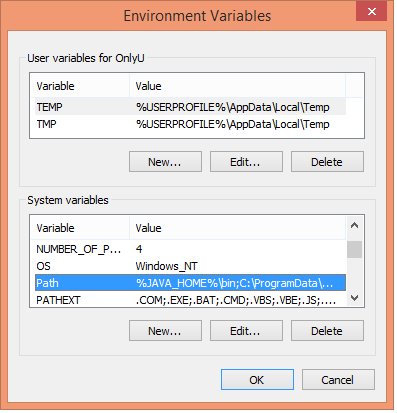 Environment Variables
User variables for OnlyU
Variable Value
TEMP %USERPROFILE%\AppData\Local\Temp
TMP %USERPROFILE%\AppData\Local\Temp
New... Edit... Delete
System variables
Variable Value
NUMBER_OF_P... 4
OS Windows_NT
Path %JAVA_HOME%\bin;C:\ProgramData\...
PATHEXT .COM;.EXE;.BAT;.CMD;.VBS;.VBE;.JS;....
New... Edit... Delete
OK Cancel